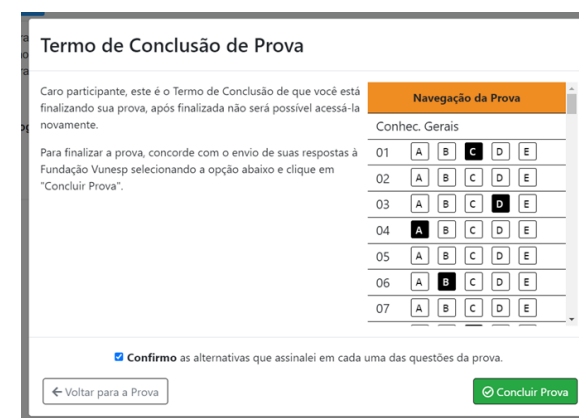 Termo de Conclusão de Prova
Caro participante, este é o Termo de Conclusão de que você está
finalizando sua prova, após finalizada não será possível acessá-la
novamente.
Para finalizar a prova, concorde com o envio de suas respostas à
Fundação Vunesp selecionando a opção abaixo e clique em
"Concluir Prova".
Navegação da Prova
Conhec. Gerais
01 A B C D E
02 A B C D E
03 A B C D E
04 A B C D E
05 A B C D E
06 A B C D E
07 A B C D E
Confirmo as alternativas que assinalei em cada uma das questões da prova.
Voltar para a Prova
Concluir Prova